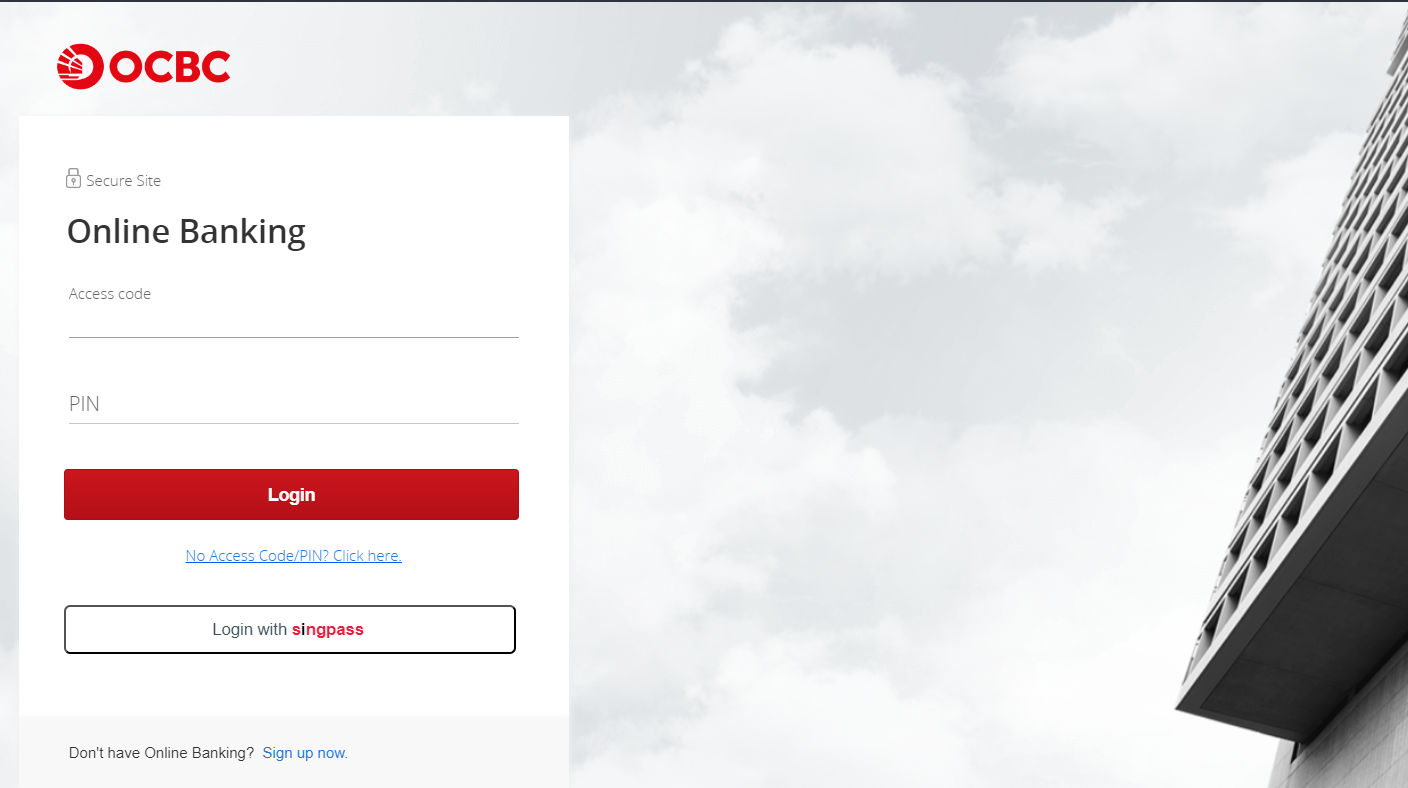 OCBC
Secure Site
Online Banking
Access code
PIN
Login
No Access Code/PIN? Click here.
Login with singpass
Don't have Online Banking? Sign up now.